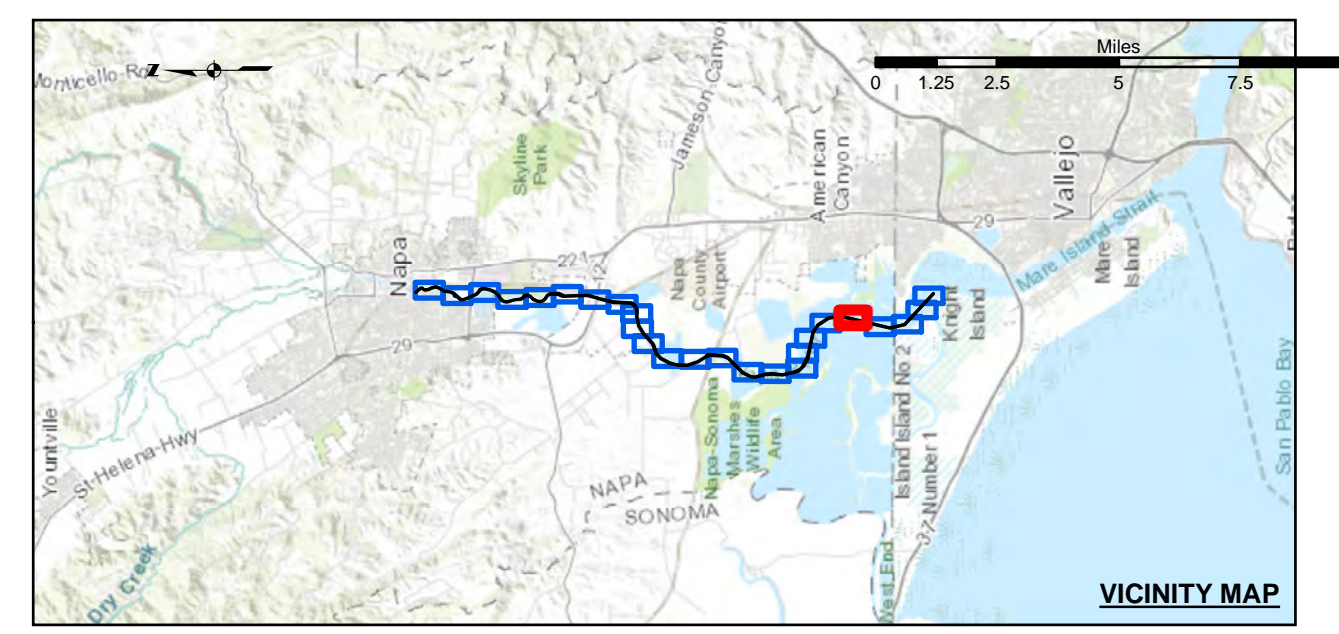 Monticello-Rd
Z
Miles
0 1.25 2.5 5 7.5
Jameson Canyon
Skyline
Park
American
Canyon
Vallejo
29
Mare Island-Strait
Mare
Island
Napa
221
12
Napa
County
Airport
Knight
Island
29
Yountville
St-Helena-Hwy
Napa-Sonoma
Marshes
Wildlife
Area
Island Island No 2
San Pablo Bay
NAPA
SONOMA
37 Number 1
West End
Dry Creek
VICINITY MAP